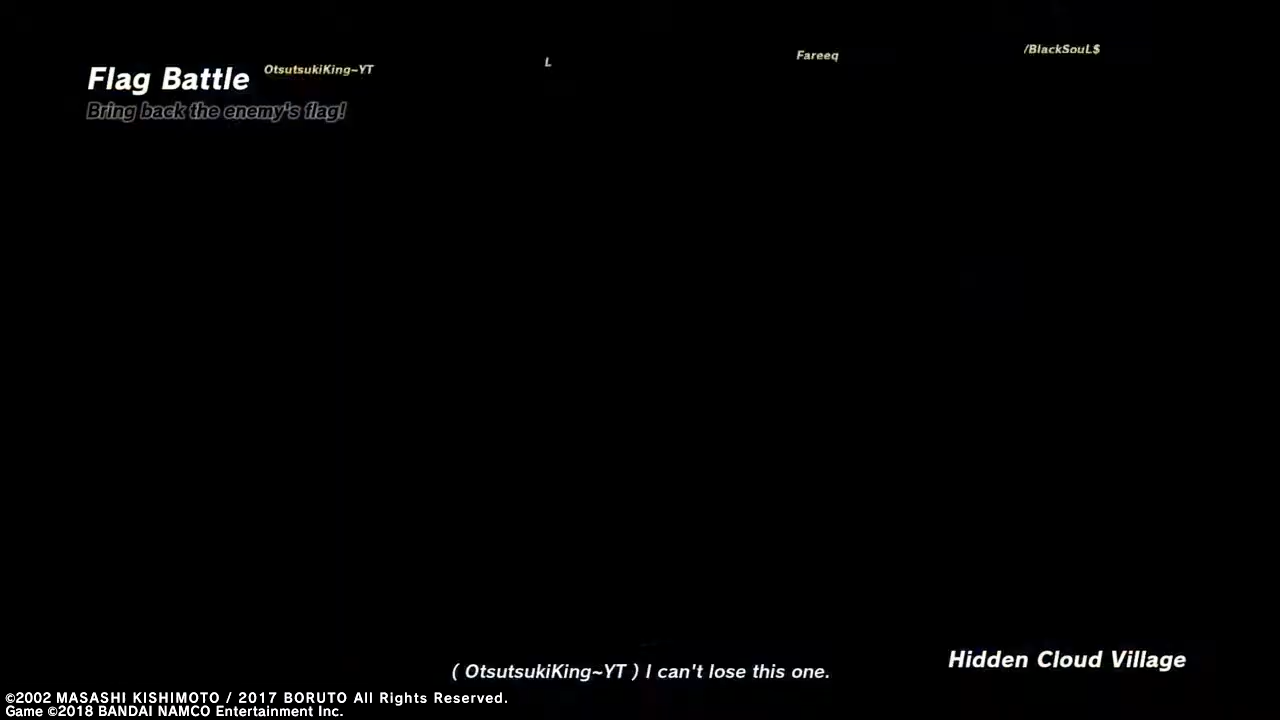 Flag Battle
Bring back the enemy's flag!
OtsutsukiKing~YT
L
Fareeq
/BlackSouL$
( OtsutsukiKing~YT ) I can't lose this one.
Hidden Cloud Village
©2002 MASASHI KISHIMOTO / 2017 BORUTO All Rights Reserved.
Game ©2018 BANDAI NAMCO Entertainment Inc.